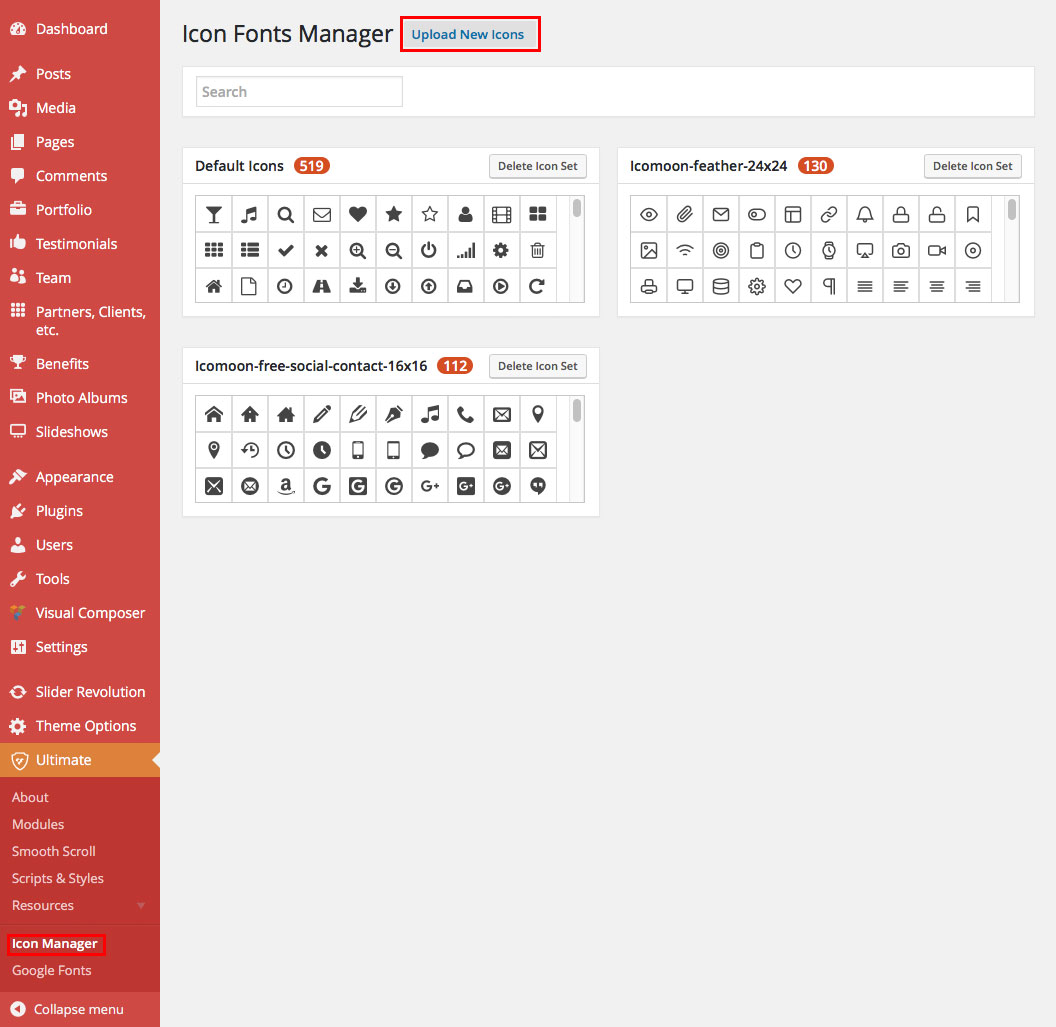 Dashboard
Posts
Media
Pages
Comments
Portfolio
Testimonials
Team
Partners, Clients,
etc.
Benefits
Photo Albums
Slideshows
Appearance
Plugins
Users
Tools
Visual Composer
Settings
Slider Revolution
Theme Options
Ultimate
About
Modules
Smooth Scroll
Scripts & Styles
Resources
Icon Manager
Google Fonts
Collapse menu
Icon Fonts Manager Upload New Icons
Search
Default Icons 519 Delete Icon Set
Icomoon-feather-24x24 130 Delete Icon Set
Icomoon-free-social-contact-16x16 112 Delete Icon Set